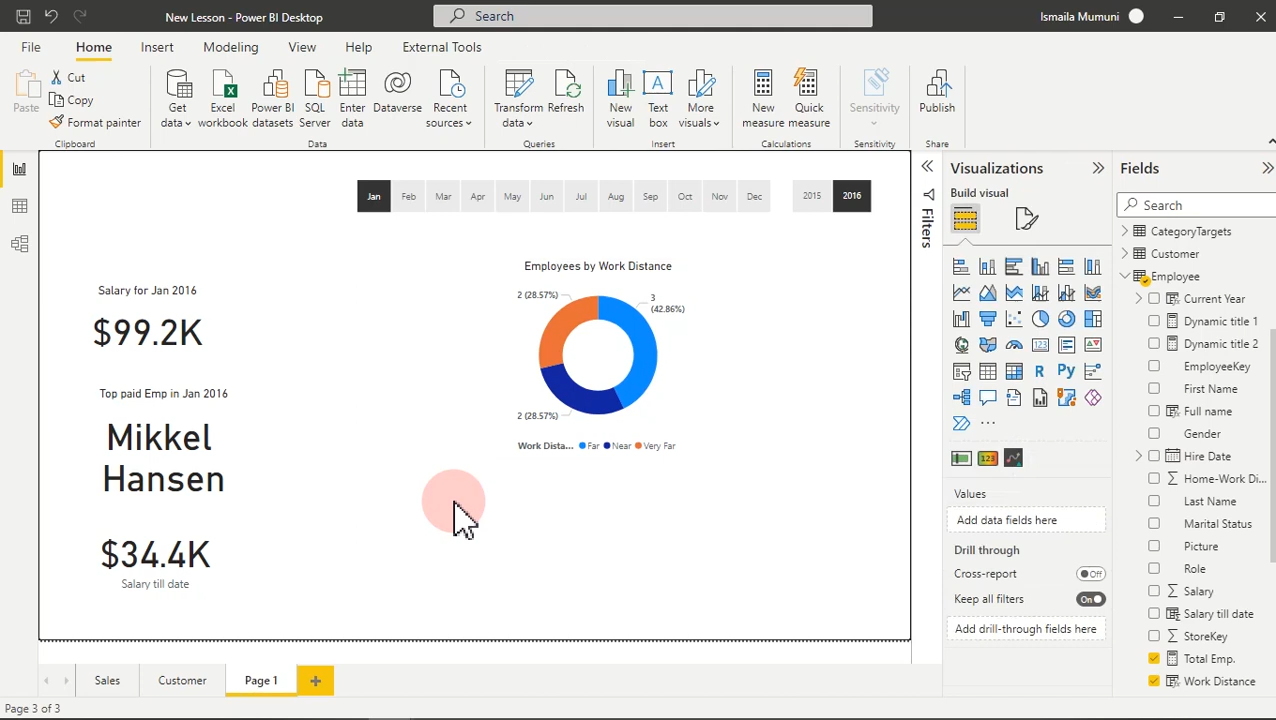 New Lesson - Power BI Desktop
Search
Ismaila Mumuni
File Home Insert Modeling View Help External Tools
Paste
Cut
Copy
Format painter
Clipboard
Get data
Excel workbook
Power BI datasets
SQL Server
Enter data
Dataverse
Recent sources
Data
Transform data
Refresh
Queries
New visual
Text box
More visuals
Insert
New measure
Quick measure
Calculations
Sensitivity
Sensitivity
Publish
Share
Jan Feb Mar Apr May Jun Jul Aug Sep Oct Nov Dec
2015 2016
Salary for Jan 2016
$99.2K
Top paid Emp in Jan 2016
Mikkel
Hansen
$34.4K
Salary till date
Employees by Work Distance
2 (28.57%)
3
(42.86%)
2 (28.57%)
Work Dista... Far Near Very Far
Filters
Visualizations
Build visual
R
Py
123
123
Values
Add data fields here
Drill through
Cross-report
Off
Keep all filters
On
Add drill-through fields here
Fields
Search
CategoryTargets
Customer
Employee
Current Year
Dynamic title 1
Dynamic title 2
EmployeeKey
First Name
Full name
Gender
Hire Date
Home-Work Di...
Last Name
Marital Status
Picture
Role
Salary
Salary till date
StoreKey
Total Emp.
Work Distance
Sales
Customer
Page 1
Page 3 of 3